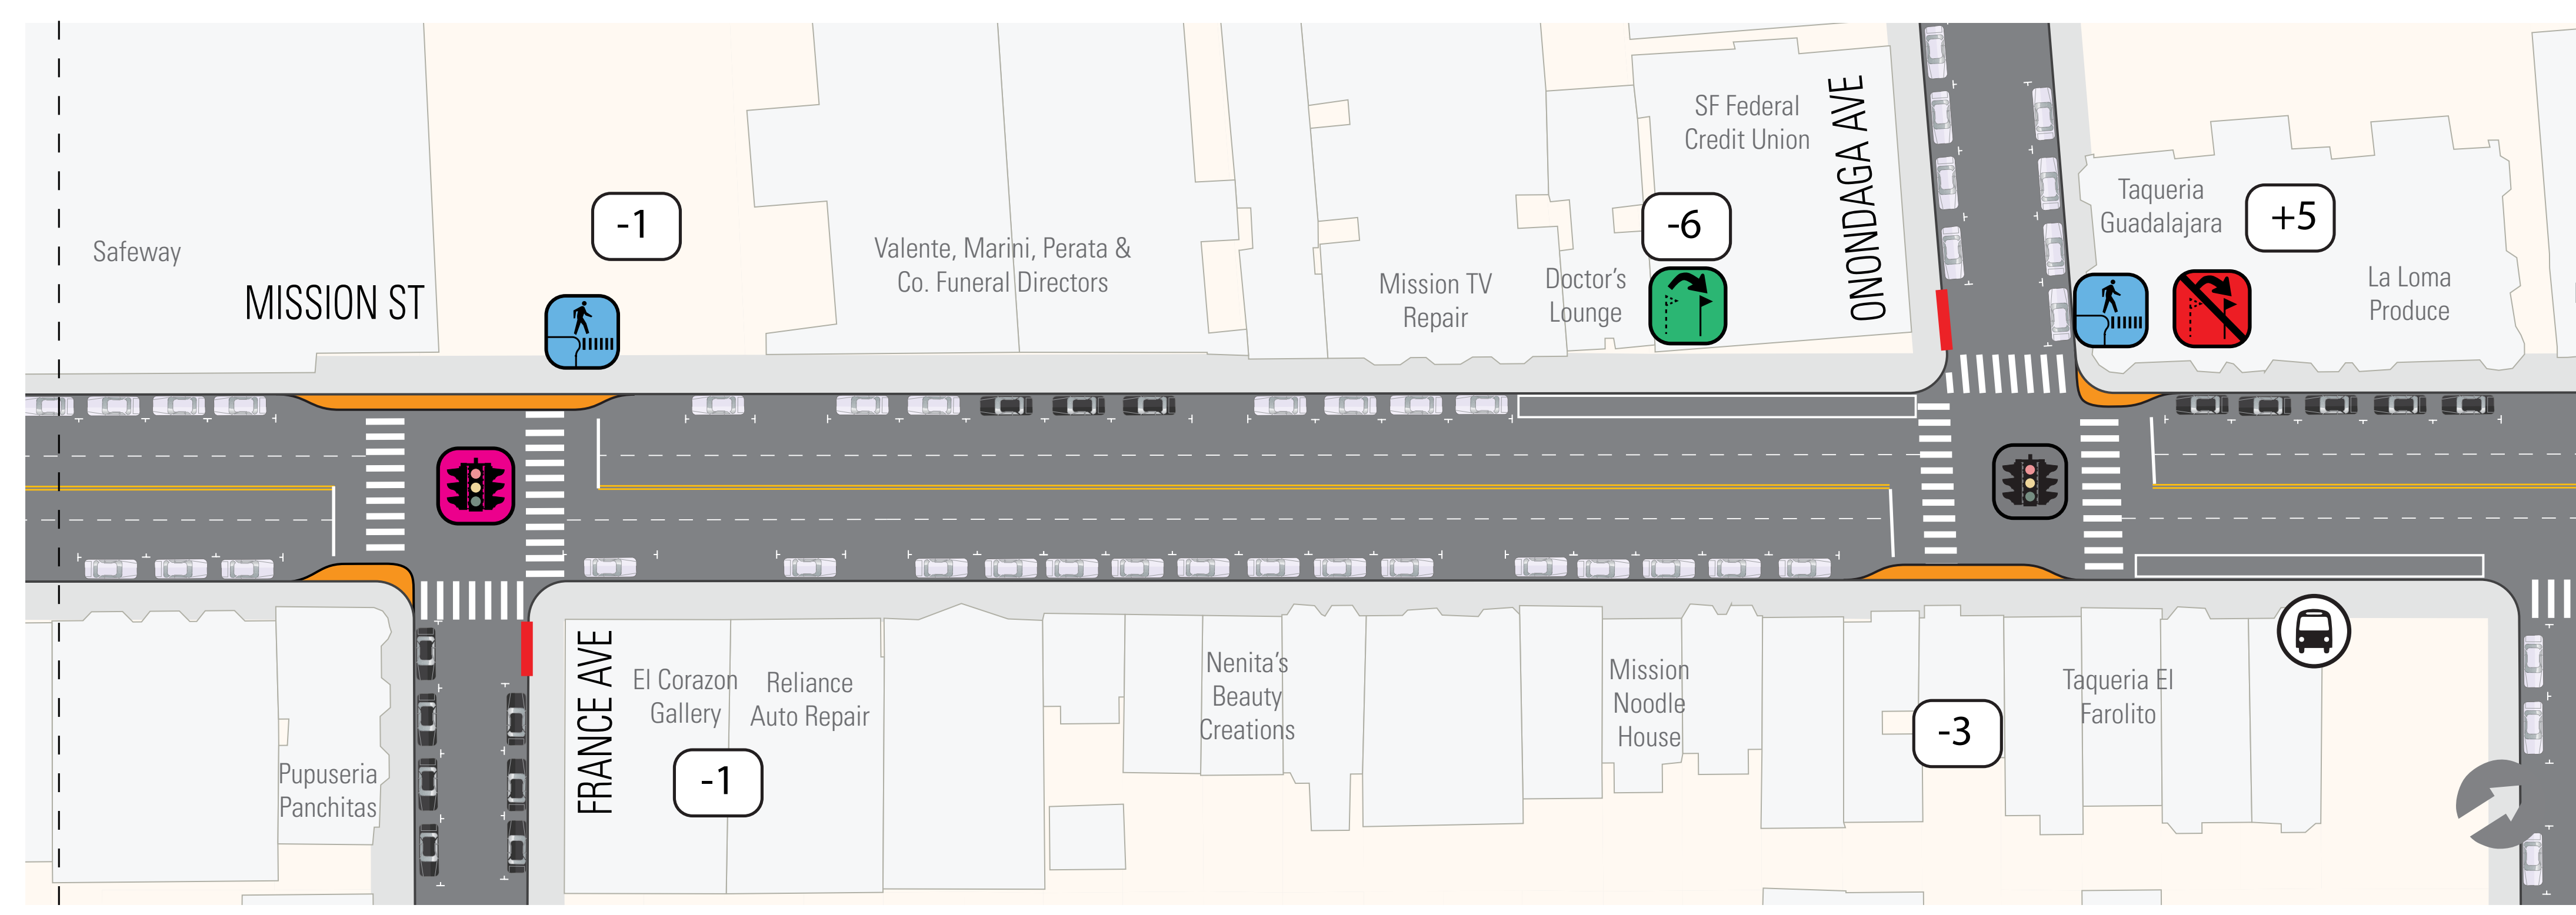 Safeway
MISSION ST
-1
Valente, Marini, Perata &
Co. Funeral Directors
Mission TV
Repair
Doctor's
Lounge
-6
SF Federal
Credit Union
ONONDAGA AVE
Taqueria
Guadalajara
+5
La Loma
Produce
Pupuseria
Panchitas
FRANCE AVE
El Corazon
Gallery
Reliance
Auto Repair
-1
Nenita's
Beauty
Creations
Mission
Noodle
House
-3
Taqueria El
Farolito